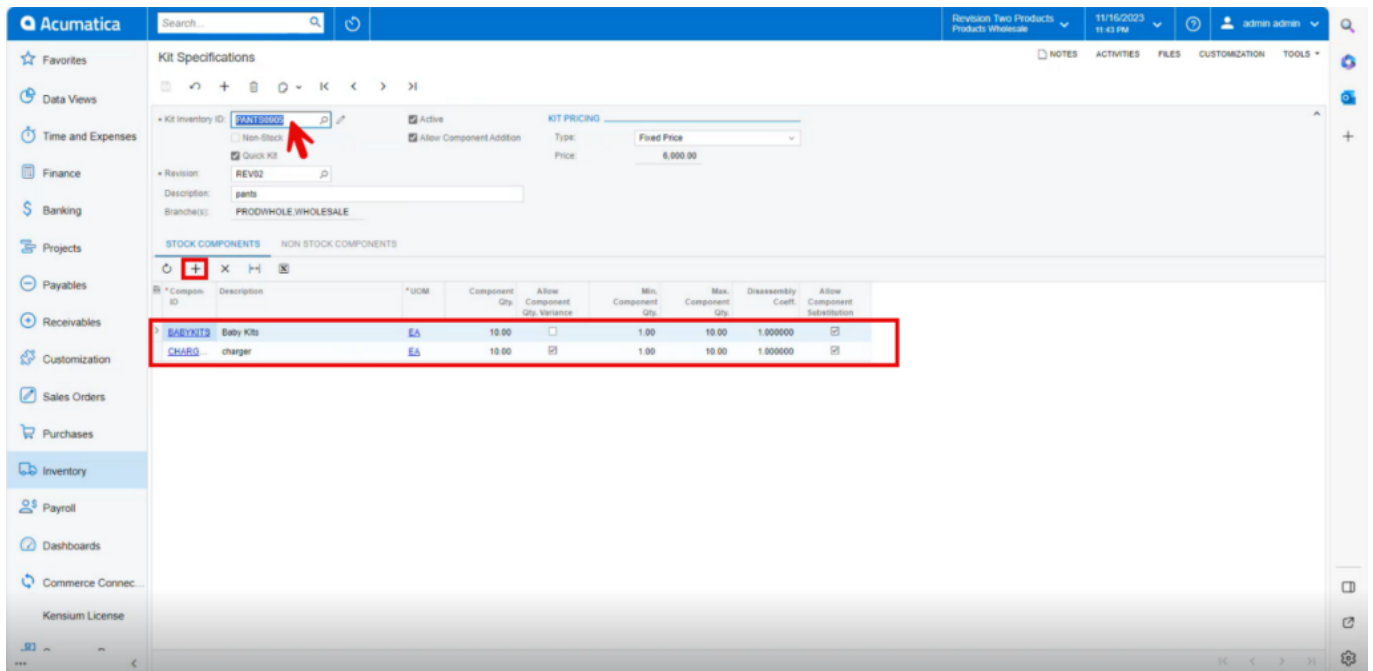 Acumatica
Search...
Revision Two Products
Products Wholesale
11/16/2023
11:43 PM
admin admin
Favorites
Data Views
Time and Expenses
Finance
Banking
Projects
Payables
Receivables
Customization
Sales Orders
Purchases
Inventory
Payroll
Dashboards
Commerce Connec...
Kensium License
Kit Specifications
NOTES ACTIVITIES FILES CUSTOMIZATION TOOLS
Kit Inventory ID: Active KIT PRICING
Non-Stock Allow Component Addition Type: Fixed Price
Quick Kit Price: 6,000.00
Revision: REV02
Description: pants
Branche(s): PRODWHOLE,WHOLESALE
STOCK COMPONENTS NON STOCK COMPONENTS
*Compon ID Description *UOM Component Qty. Allow Component Qty. Variance Min. Component Qty. Max. Component Qty. Disassembly Coeff. Allow Component Substitution
BABYKITS Baby Kits EA 10.00 1.00 10.00 1.000000
CHARG... charger EA 10.00 1.00 10.00 1.000000